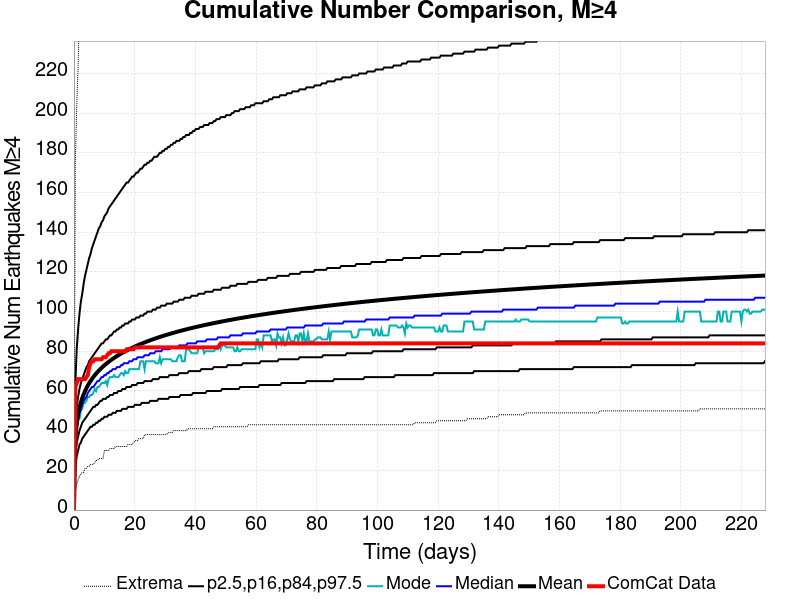 Cumulative Number Comparison, M≥4
Cumulative Num Earthquakes M≥4
220
200
180
160
140
120
100
80
60
40
20
0
0 20 40 60 80 100 120 140 160 180 200 220
Time (days)
Extrema p2.5,p16,p84,p97.5 Mode Median Mean ComCat Data